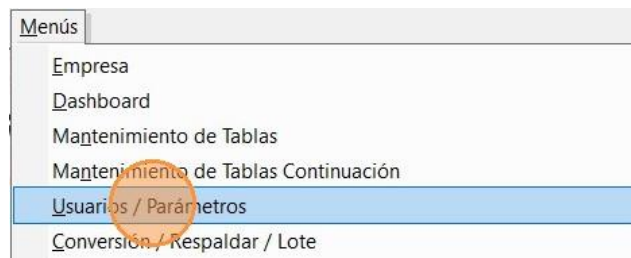 Menús
Empresa
Dashboard
Mantenimiento de Tablas
Mantenimiento de Tablas Continuación
Usuarios / Parámetros
Conversión / Respaldar / Lote